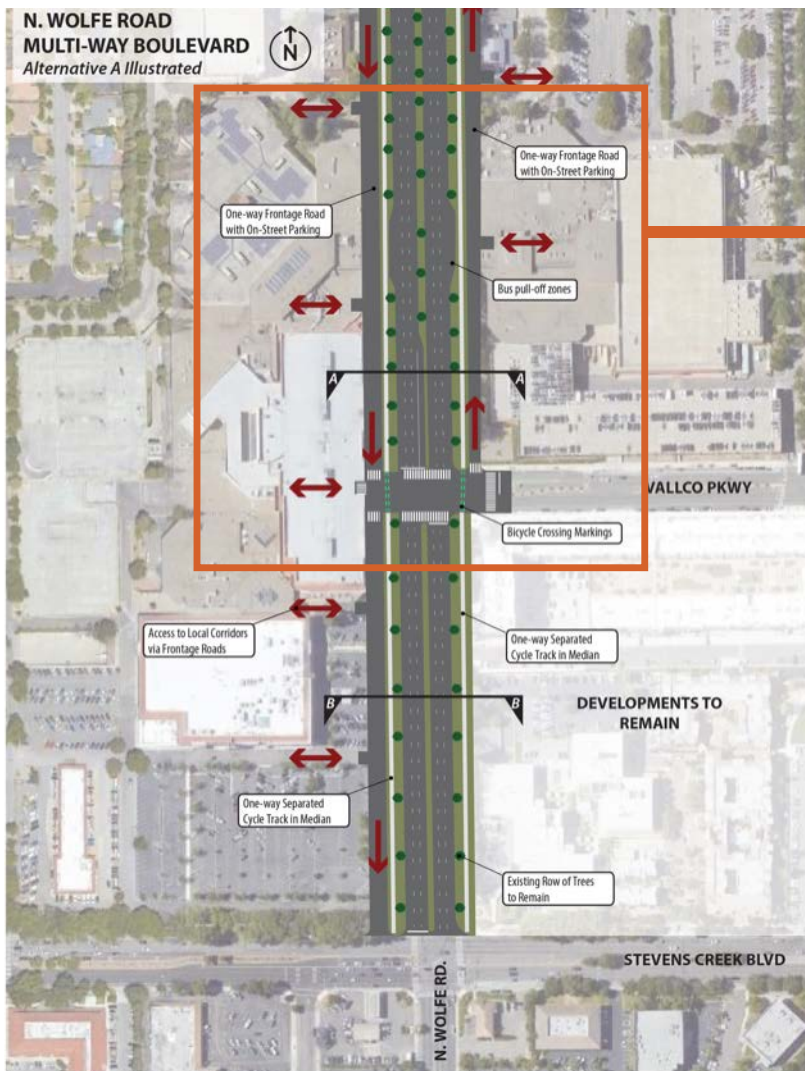 N. WOLFE ROAD
MULTI-WAY BOULEVARD
Alternative A Illustrated
N
One-way Frontage Road
with On-Street Parking
One-way Frontage Road
with On-Street Parking
Bus pull-off zones
A
A
VALLCO PKWY
Bicycle Crossing Markings
Access to Local Corridors
via Frontage Roads
One-way Separated
Cycle Track in Median
B
B
DEVELOPMENTS TO
REMAIN
One-way Separated
Cycle Track in Median
Existing Row of Trees
to Remain
STEVENS CREEK BLVD
N. WOLFE RD.